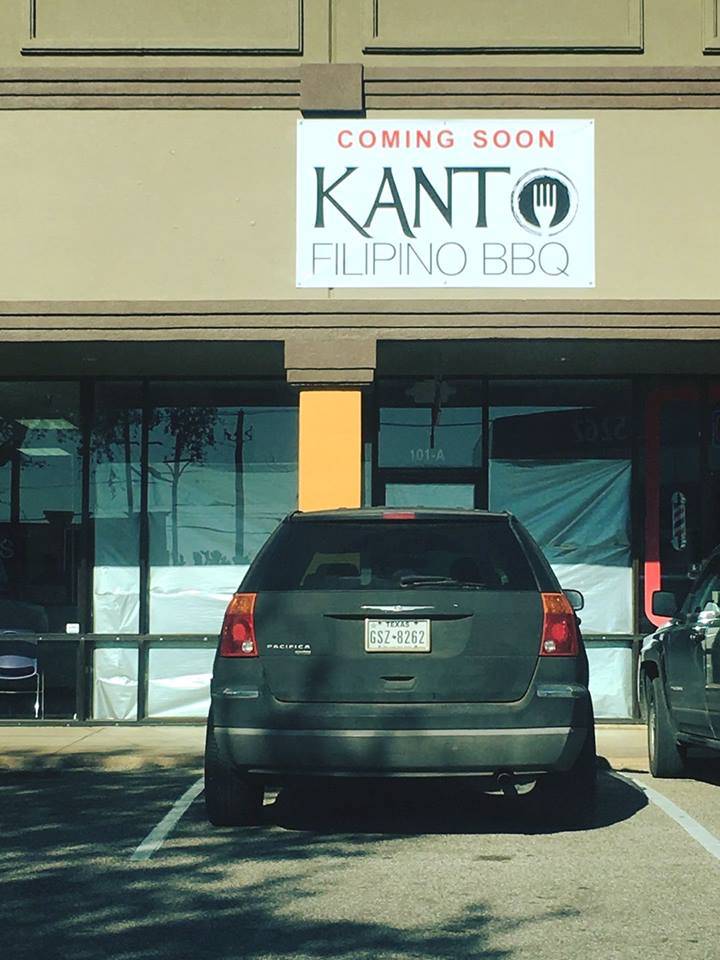 COMING SOON
KANTO
FILIPINO BBQ
101-A
PACIFICA
TEXAS
GSZ•8262